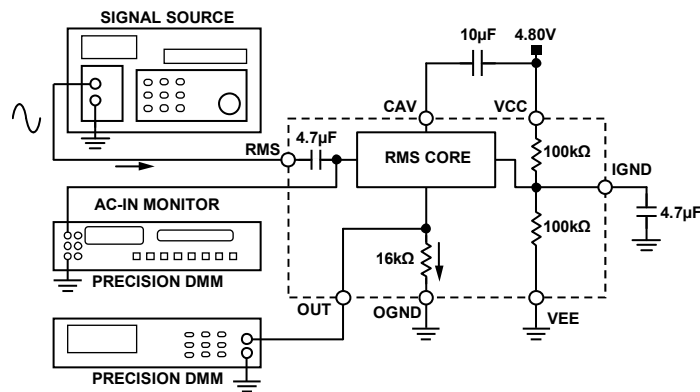 SIGNAL SOURCE
10µF
4.80V
CAV
VCC
4.7µF
RMS
RMS CORE
100kΩ
IGND
AC-IN MONITOR
100kΩ
4.7µF
16kΩ
PRECISION DMM
OUT
OGND
VEE
PRECISION DMM